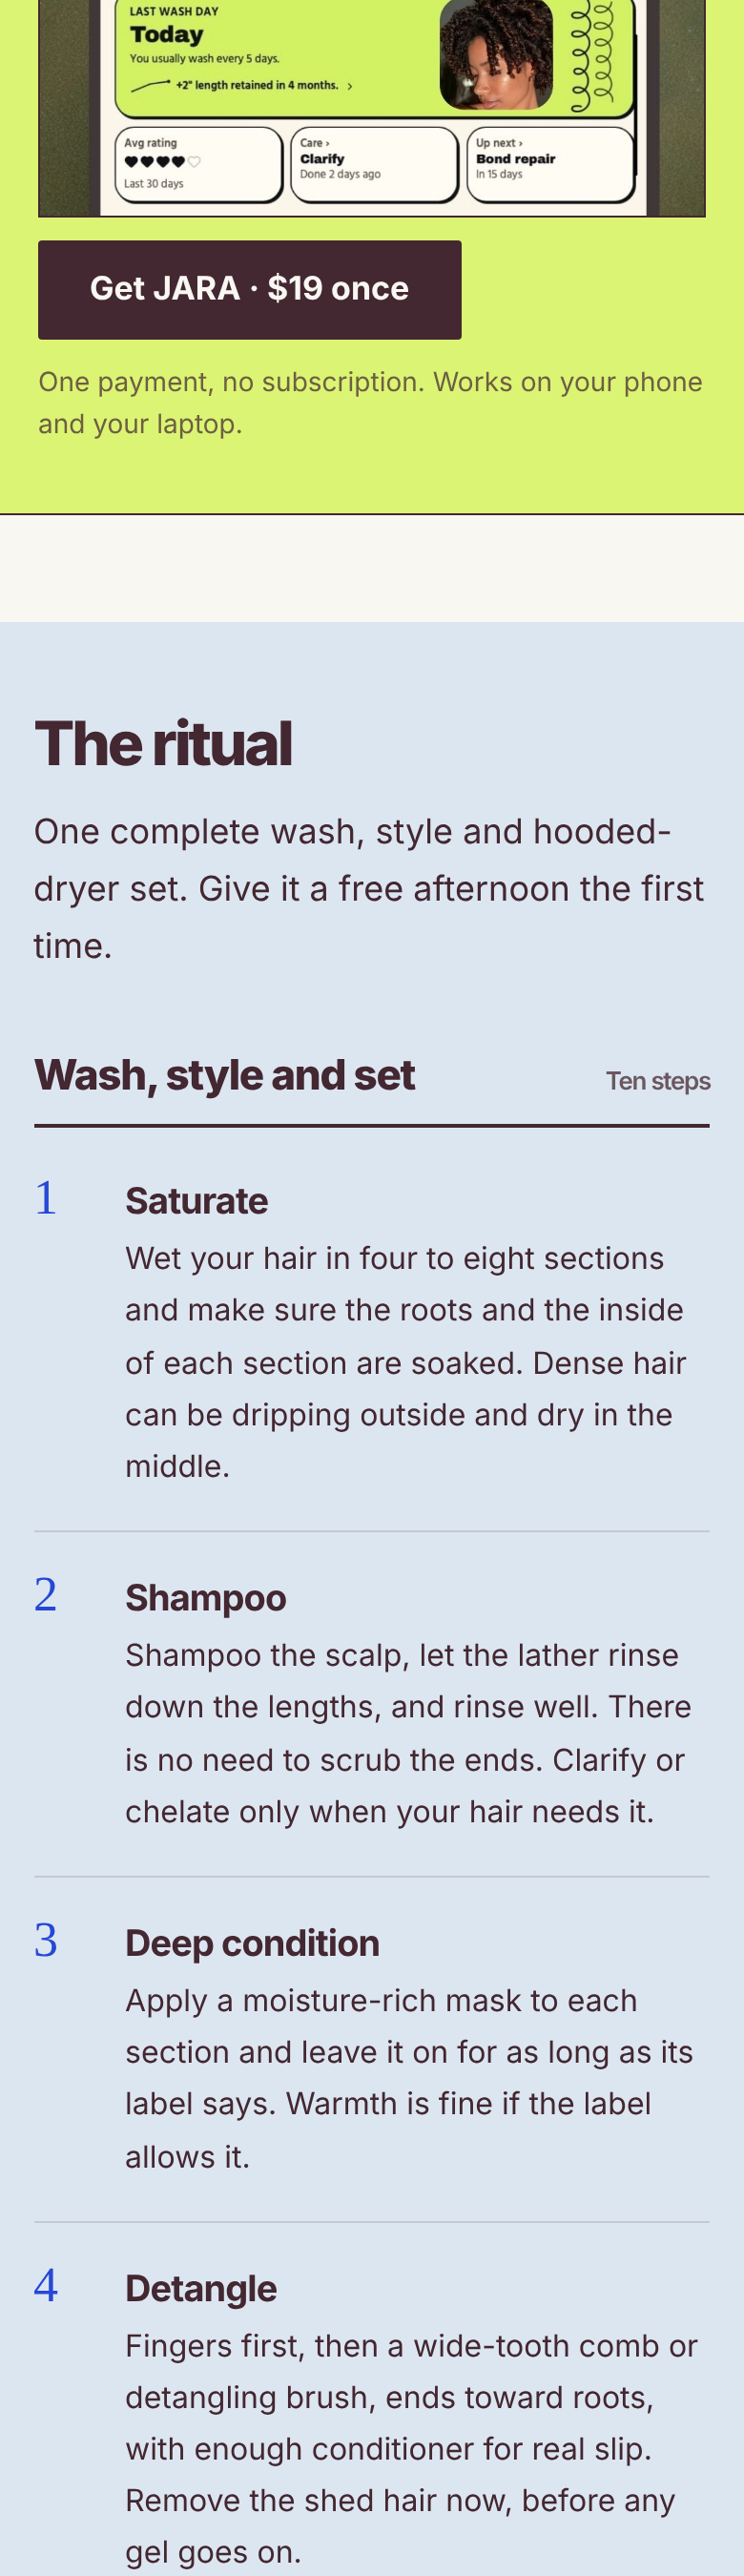 LAST WASH DAY
Today
You usually wash every 5 days.
+2" length retained in 4 months. ›
Avg rating
Last 30 days
Care ›
Clarify
Done 2 days ago
Up next ›
Bond repair
In 15 days
Get JARA · $19 once
One payment, no subscription. Works on your phone
and your laptop.
The ritual
One complete wash, style and hooded-
dryer set. Give it a free afternoon the first
time.
Wash, style and set
Ten steps
1
Saturate
Wet your hair in four to eight sections
and make sure the roots and the inside
of each section are soaked. Dense hair
can be dripping outside and dry in the
middle.
2
Shampoo
Shampoo the scalp, let the lather rinse
down the lengths, and rinse well. There
is no need to scrub the ends. Clarify or
chelate only when your hair needs it.
3
Deep condition
Apply a moisture-rich mask to each
section and leave it on for as long as its
label says. Warmth is fine if the label
allows it.
4
Detangle
Fingers first, then a wide-tooth comb or
detangling brush, ends toward roots,
with enough conditioner for real slip.
Remove the shed hair now, before any
gel goes on.